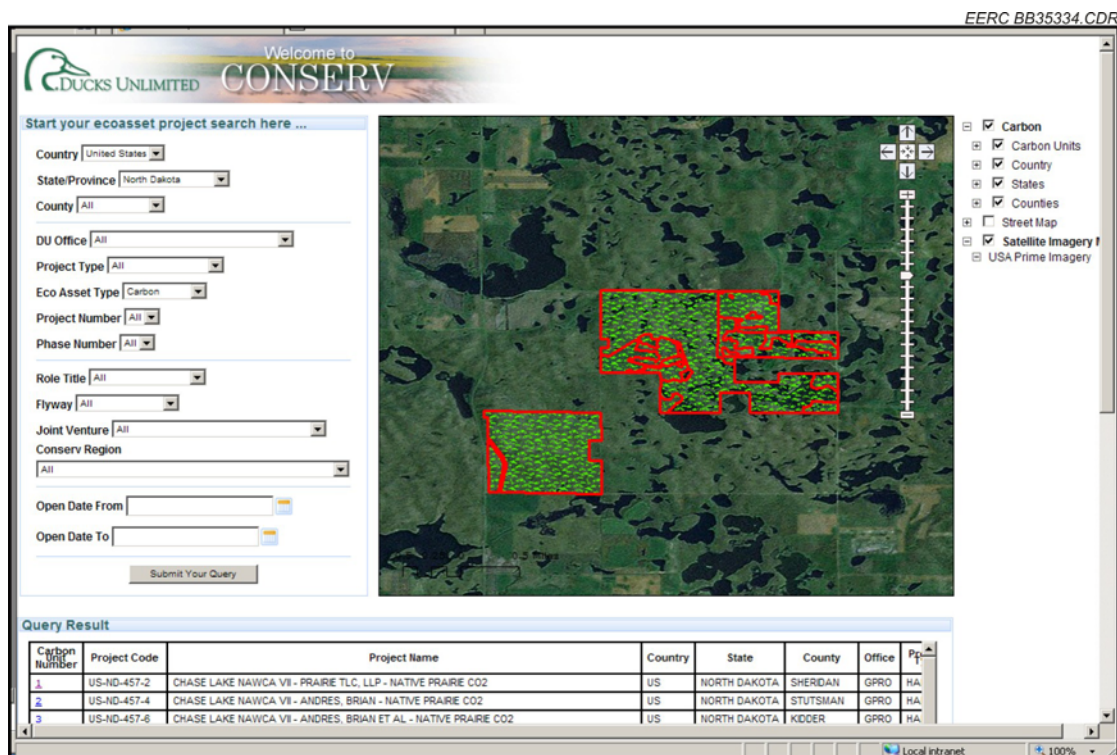 EERC BB35334.CDR
DUCKS UNLIMITED
Welcome to
CONSERV
Start your ecoasset project search here ...
Country United States
State/Province North Dakota
County All
DU Office All
Project Type All
Eco Asset Type Carbon
Project Number All
Phase Number All
Role Title All
Flyway All
Joint Venture All
Conserv Region
All
Open Date From
Open Date To
Submit Your Query
Carbon
Carbon Units
Country
States
Counties
Street Map
Satellite Imagery
USA Prime Imagery
Query Result
Carbon Unit Number Project Code Project Name Country State County Office
1 US-ND-457-2 CHASE LAKE NAWCA VII - PRAIRIE TLC, LLP - NATIVE PRAIRIE CO2 US NORTH DAKOTA SHERIDAN GPRO HA
2 US-ND-457-4 CHASE LAKE NAWCA VII - ANDRES, BRIAN - NATIVE PRAIRIE CO2 US NORTH DAKOTA STUTSMAN GPRO HA
3 US-ND-457-6 CHASE LAKE NAWCA VII - ANDRES, BRIAN ET AL - NATIVE PRAIRIE CO2 US NORTH DAKOTA KIDDER GPRO HA
Local intranet 100%